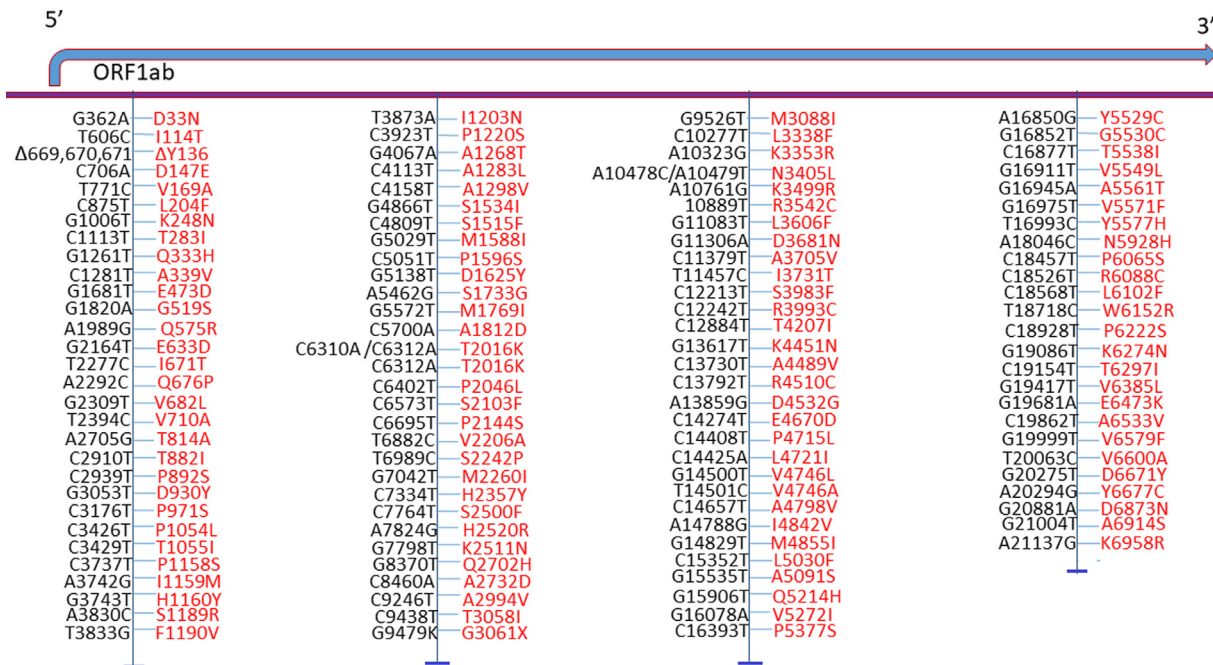 5’ 3’
ORF1ab
G362A D33N
T606C I114T
Δ669,670,671 ΔY136
C706A D147E
T771C V169A
C875T L204F
G1006T K248N
C1113T T283I
G1261T Q333H
C1281T A339V
G1681T E473D
G1820A G519S
A1989G Q575R
G2164T E633D
T2277C I671T
A2292C Q676P
G2309T V682L
T2394C V710A
A2705G T814A
C2910T T882I
C2939T P892S
G3053T D930Y
C3176T P971S
C3426T P1054L
C3429T T1055I
C3737T P1158S
A3742G I1159M
G3743T H1160Y
A3830C S1189R
T3833G F1190V
T3873A I1203N
C3923T P1220S
G4067A A1268T
C4113T A1283L
C4158T A1298V
G4866T S1534I
C4809T S1515F
G5029T M1588I
C5051T P1596S
G5138T D1625Y
A5462G S1733G
G5572T M1769I
C5700A A1812D
C6310A /C6312A T2016K
C6312A T2016K
C6402T P2046L
C6573T S2103F
C6695T P2144S
T6882C V2206A
T6989C S2242P
G7042T M2260I
C7334T H2357Y
C7764T S2500F
A7824G H2520R
G7798T K2511N
G8370T Q2702H
C8460A A2732D
C9246T A2994V
C9438T T3058I
G9479K G3061X
G9526T M3088I
C10277T L3338F
A10323G K3353R
A10478C/A10479T N3405L
A10761G K3499R
10889T R3542C
G11083T L3606F
G11306A D3681N
C11379T A3705V
T11457C I3731T
C12213T S3983F
C12242T R3993C
C12884T T4207I
G13617T K4451N
C13730T A4489V
C13792T R4510C
A13859G D4532G
C14274T E4670D
C14408T P4715L
C14425A L4721I
G14500T V4746L
T14501C V4746A
C14657T A4798V
A14788G I4842V
G14829T M4855I
C15352T L5030F
G15535T A5091S
G15906T Q5214H
G16078A V5272I
C16393T P5377S
A16850G Y5529C
G16852T G5530C
C16877T T5538I
G16911T V5549L
G16945A A5561T
G16975T V5571F
T16993C Y5577H
A18046C N5928H
C18457T P6065S
C18526T R6088C
C18568T L6102F
T18718C W6152R
C18928T P6222S
G19086T K6274N
C19154T T6297I
G19417T V6385L
G19681A E6473K
C19862T A6533V
G19999T V6579F
T20063C V6600A
G20275T D6671Y
A20294G Y6677C
G20881A D6873N
G21004T A6914S
A21137G K6958R